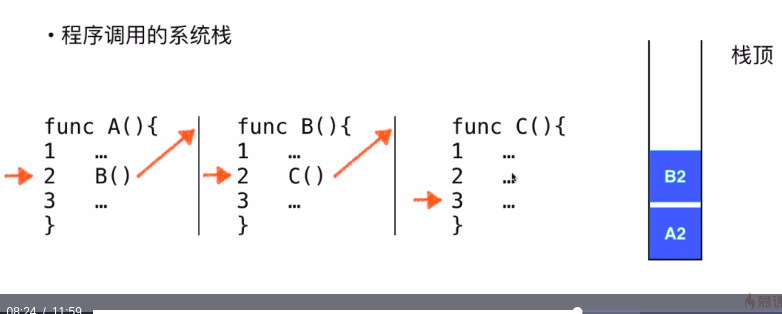 • 程序调用的系统栈
栈顶
func A(){
1 …
2 B()
3 …
}
func B(){
1 …
2 C()
3 …
}
func C(){
1 …
2 …
3 …
}
B2
A2
08:24 / 11:59